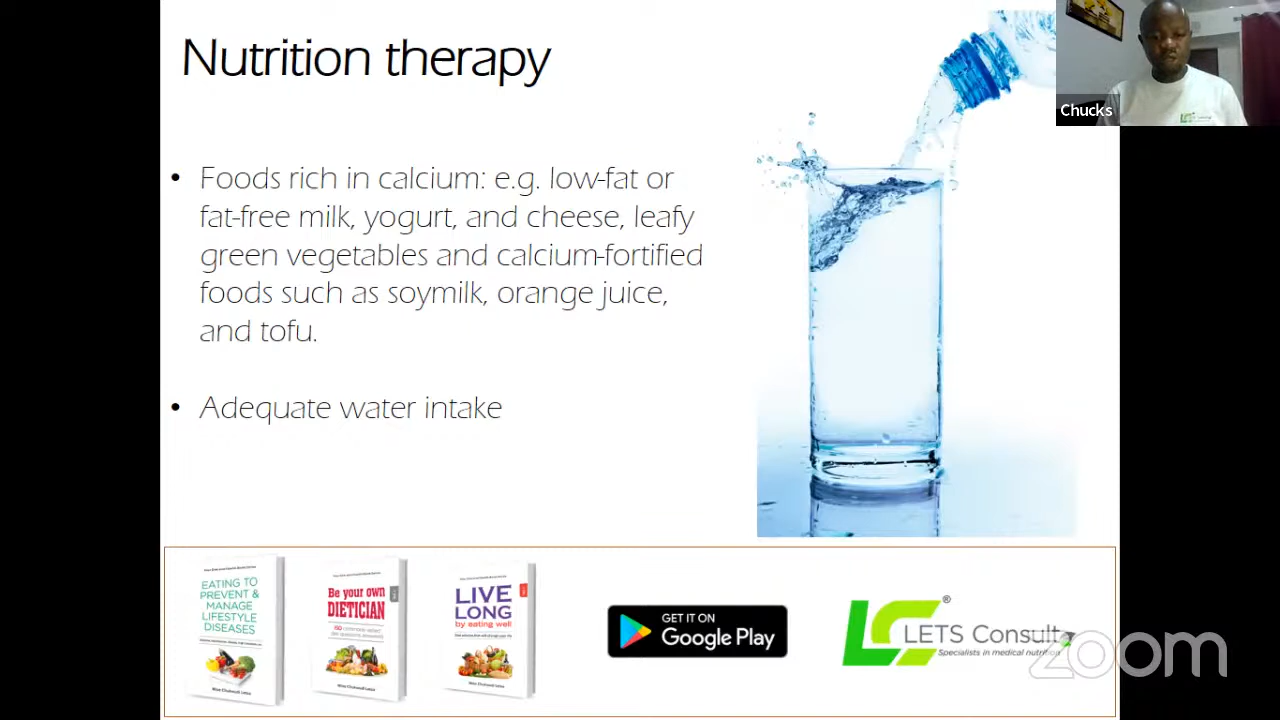 Nutrition therapy
Chucks
• Foods rich in calcium: e.g. low-fat or
fat-free milk, yogurt, and cheese, leafy
green vegetables and calcium-fortified
foods such as soymilk, orange juice,
and tofu.
• Adequate water intake
EATING TO
PREVENT &
MANAGE
LIFESTYLE
DISEASES
Be your own
DIETICIAN
LIVE
LONG
by eating well
GET IT ON
Google Play
LETS Consult
®
Specialists in medical nutrition
zoom